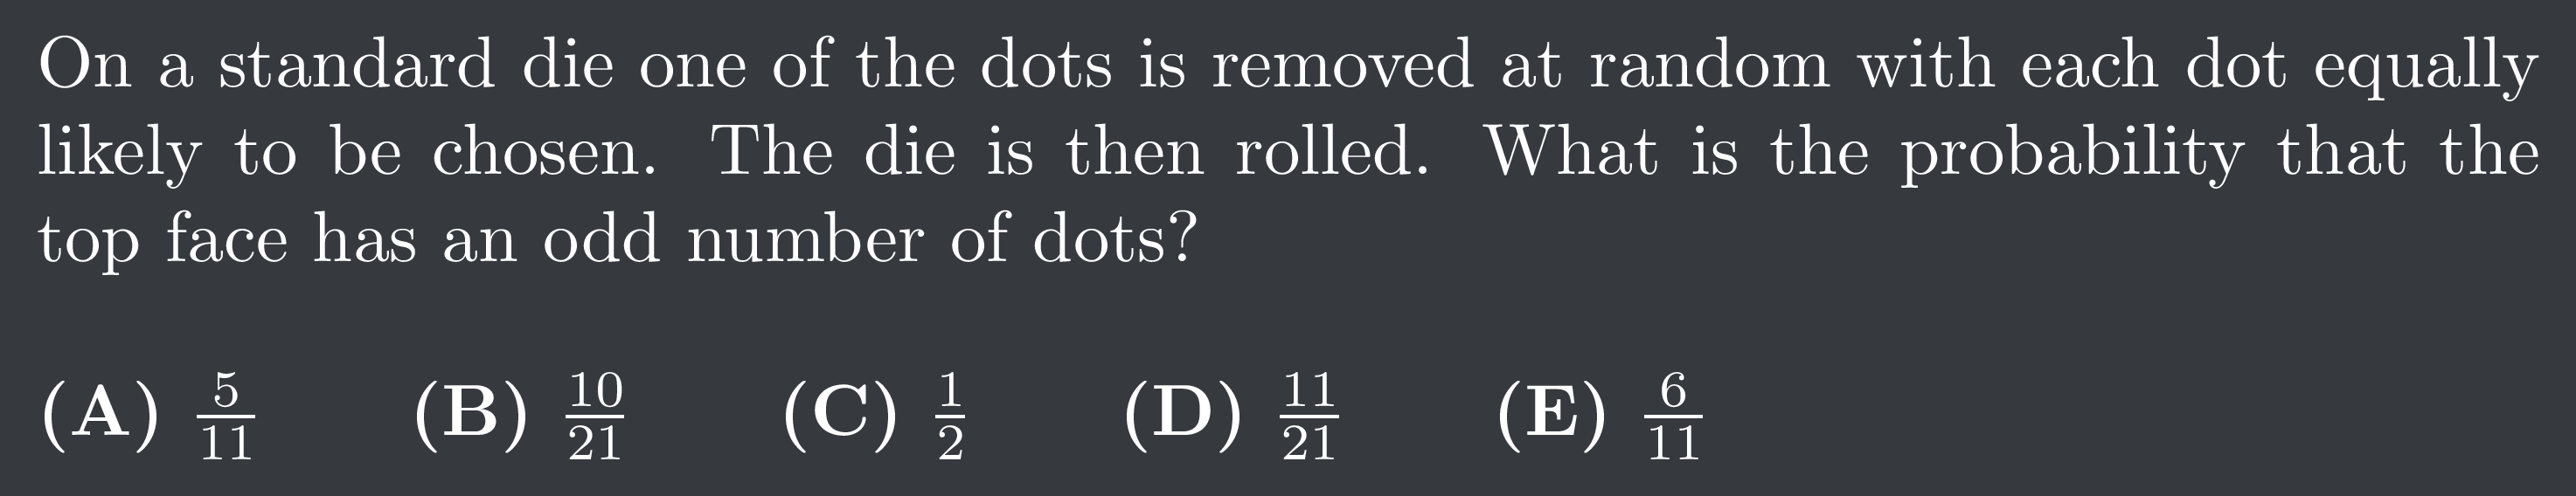 On a standard die one of the dots is removed at random with each dot equally
likely to be chosen. The die is then rolled. What is the probability that the
top face has an odd number of dots?
(A) 5/11 (B) 10/21 (C) 1/2 (D) 11/21 (E) 6/11